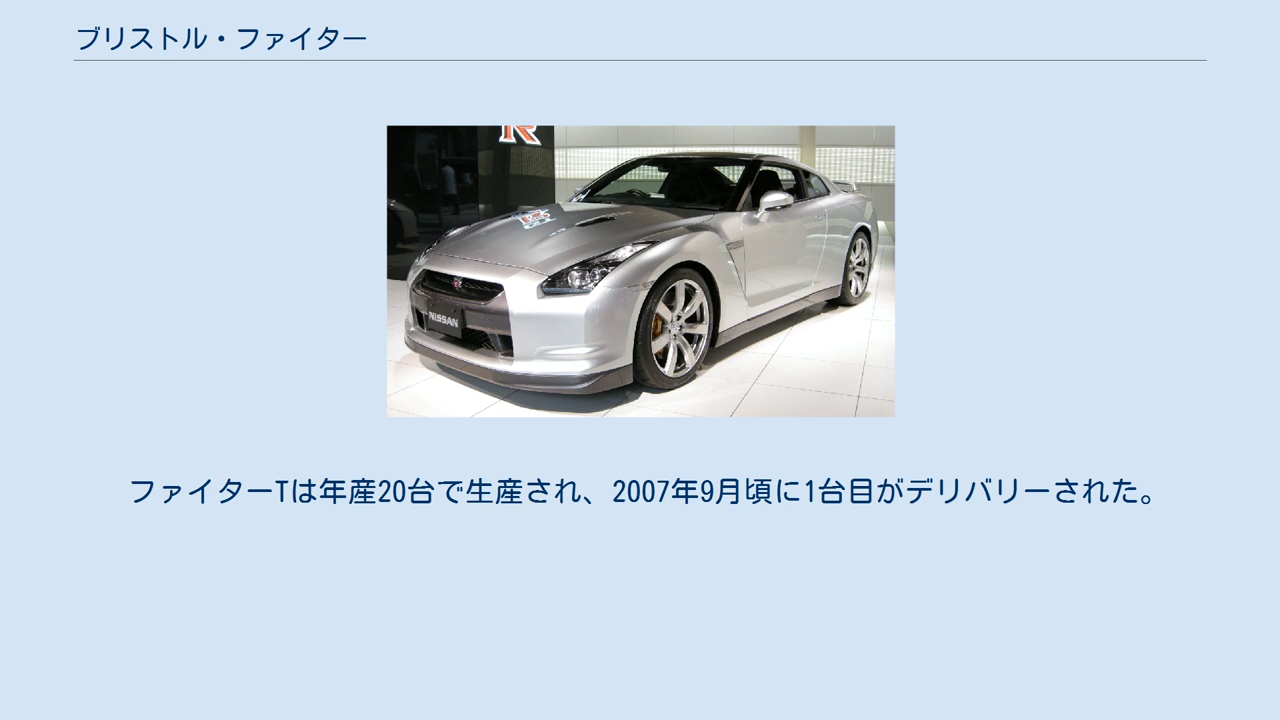 ブリストル・ファイター
R
NISSAN
ファイターTは年産20台で生産され、2007年9月頃に1台目がデリバリーされた。